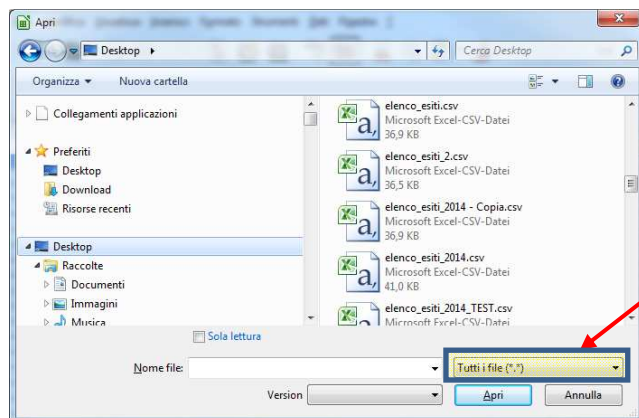 Apri
Desktop
Cerca Desktop
Organizza
Nuova cartella
Collegamenti applicazioni
Preferiti
Desktop
Download
Risorse recenti
Desktop
Raccolte
Documenti
Immagini
Musica
elenco_esiti.csv
Microsoft Excel-CSV-Datei
36,9 KB
elenco_esiti_2.csv
Microsoft Excel-CSV-Datei
36,5 KB
elenco_esiti_2014 - Copia.csv
Microsoft Excel-CSV-Datei
36,9 KB
elenco_esiti_2014.csv
Microsoft Excel-CSV-Datei
41,0 KB
elenco_esiti_2014_TEST.csv
Microsoft Excel-CSV-Datei
Sola lettura
Nome file:
Tutti i file (*.*)
Version
Apri
Annulla